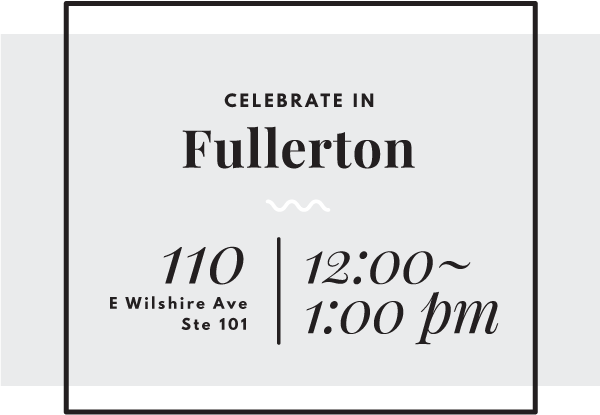 CELEBRATE IN
Fullerton
110
E Wilshire Ave
Ste 101
12:00~
1:00 pm